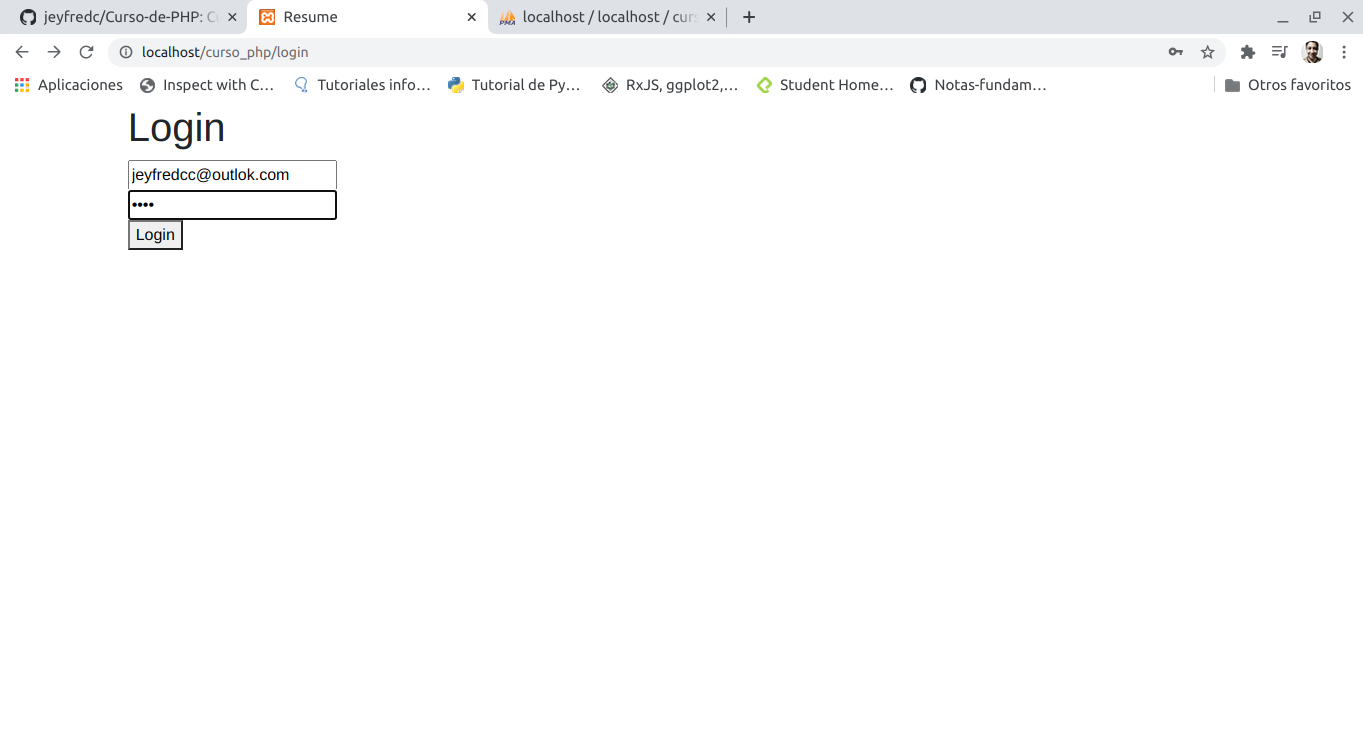 jeyfredc/Curso-de-PHP: C
Resume
localhost / localhost / cur
localhost/curso_php/login
Aplicaciones
Inspect with C...
Tutoriales info...
Tutorial de Py...
RxJS, ggplot2,...
Student Home...
Notas-fundam...
Otros favoritos
Login
jeyfredcc@outlok.com
••••
Login